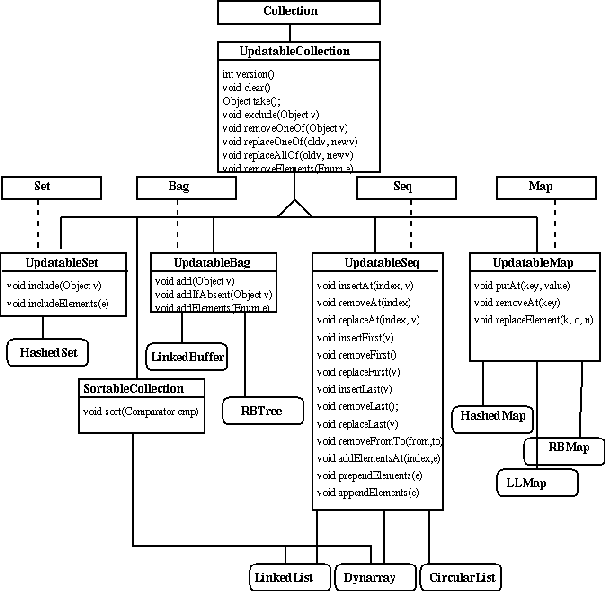 Collection
UpdatableCollection
int version()
void clear()
Object take();
void exclude(Object v)
void removeOneOf(Object v)
void replaceOneOf(oldv, newv)
void replaceAllOf(oldv, newv)
void removeElements(Enum e)
Set
Bag
Seq
Map
UpdatableSet
void include(Object v)
void includeElements(e)
UpdatableBag
void add(Object v)
void addIfAbsent(Object v)
void addElements(Enum e)
UpdatableSeq
void insertAt(index, v)
void removeAt(index)
void replaceAt(index, v)
void insertFirst(v)
void removeFirst()
void replaceFirst(v)
void insertLast(v)
void removeLast();
void replaceLast(v)
void removeFromTo(from,to)
void addElementsAt(index,e)
void prependElements(e)
void appendElements(e)
UpdatableMap
void putAt(key, value)
void removeAt(key)
void replaceElement(k, o, n)
HashedSet
LinkedBuffer
SortableCollection
void sort(Comparator cmp)
RBTree
HashedMap
RBMap
LLMap
LinkedList
Dynarray
CircularList